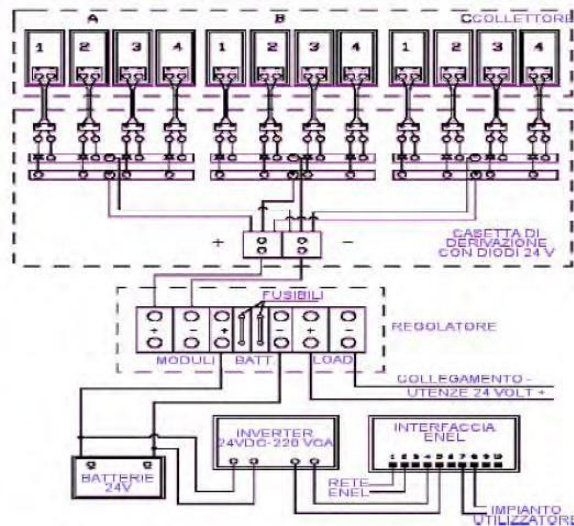 A B C COLLETTORE
1 2 3 4 1 2 3 4 1 2 3 4
+ -
CASETTA DI
DERIVAZIONE
CON DIODI 24 V
FUSIBILI
+ - + - + -
MODULI BATT. LOAD
REGOLATORE
COLLEGAMENTO -
UTENZE 24 VOLT +
INVERTER
24VDC-220 VCA
INTERFACCIA
ENEL
1 2 3 4 5 6 7 8 9 10
BATTERIE
24V
RETE
ENEL
IMPIANTO
UTILIZZATORE